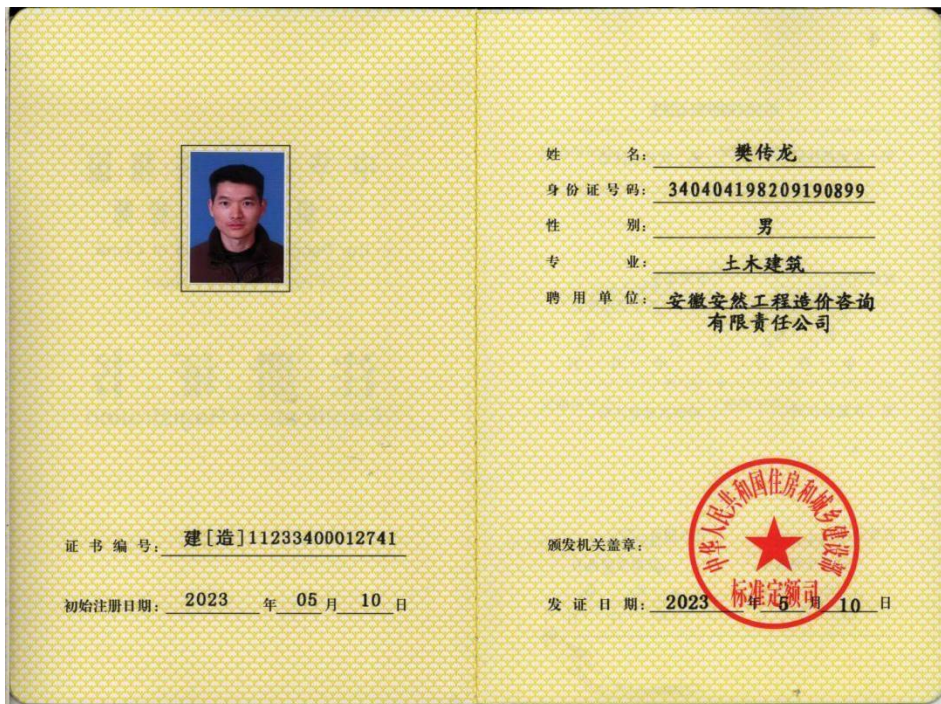 证书编号：建[造]11233400012741
初始注册日期：2023 年 05 月 10 日
姓名：樊传龙
身份证号码：340404198209190899
性别：男
专业：土木建筑
聘用单位：安徽安然工程造价咨询
有限责任公司
颁发机关盖章：
中华人民共和国住房和城乡建设部
标准定额司
发证日期：2023 年 5 月 10 日